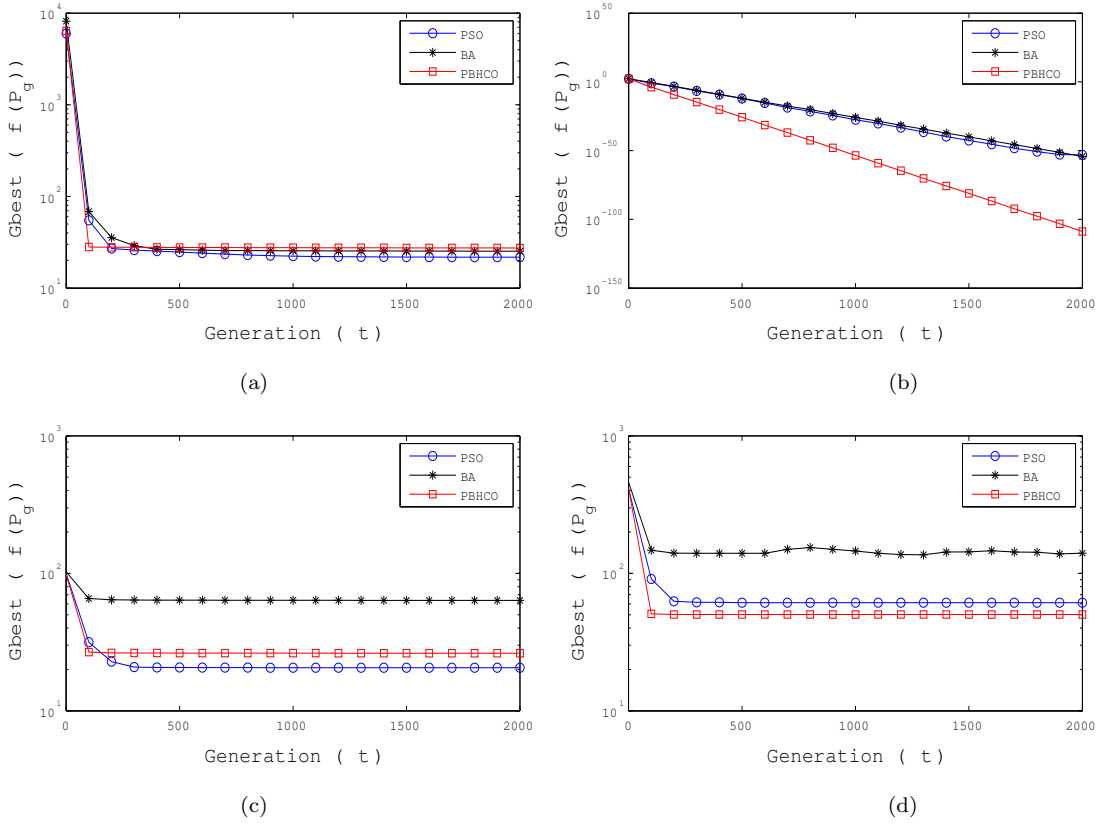 10^4
10^3
10^2
10^1
0
500
1000
1500
2000
Gbest ( f (P_g))
Generation ( t)
PSO
BA
PBHCO
(a)
10^50
10^0
10^-50
10^-100
10^-150
0
500
1000
1500
2000
Gbest ( f (P_g))
Generation ( t)
PSO
BA
PBHCO
(b)
10^3
10^2
10^1
0
500
1000
1500
2000
Gbest ( f (P_g))
Generation ( t)
PSO
BA
PBHCO
(c)
10^3
10^2
10^1
0
500
1000
1500
2000
Gbest ( f (P_g))
Generation ( t)
PSO
BA
PBHCO
(d)